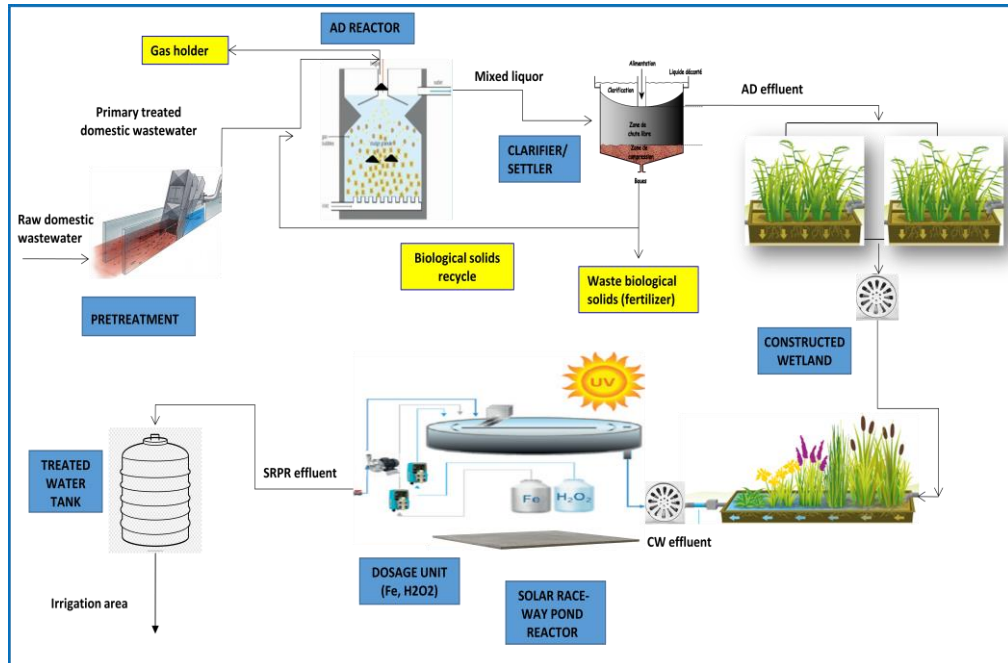 AD REACTOR
Gas holder
Mixed liquor
Alimentation
Liquide décanté
Clarification
Zone de
chute libre
Zone de
compression
Boues
AD effluent
Primary treated
domestic wastewater
CLARIFIER/
SETTLER
Raw domestic
wastewater
Biological solids
recycle
Waste biological
solids (fertilizer)
PRETREATMENT
CONSTRUCTED
WETLAND
UV
TREATED
WATER
TANK
SRPR effluent
Fe
H2O2
CW effluent
DOSAGE UNIT
(Fe, H2O2)
SOLAR RACE-
WAY POND
REACTOR
Irrigation area